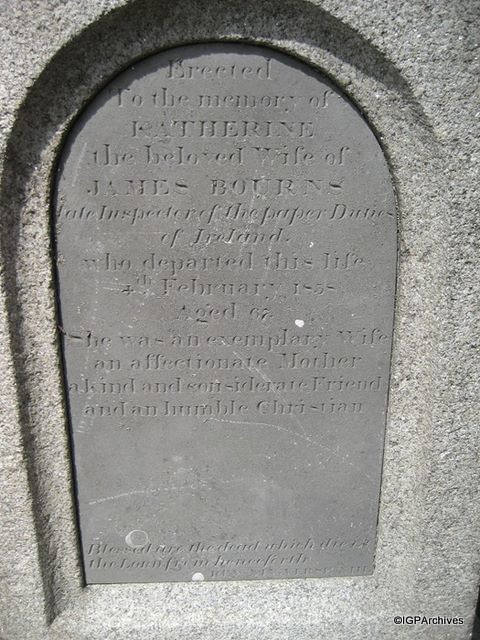 Erected
To the memory of
KATHERINE
the beloved Wife of
JAMES BOURNS
late Inspector of the paper Duties
of Ireland,
who departed this life
4th February 1858
Aged
She was an exemplary Wife
an affectionate Mother
a kind and considerate Friend
and an humble Christian
Blessed are the dead which die in
the Lord from henceforth
©IGPArchives